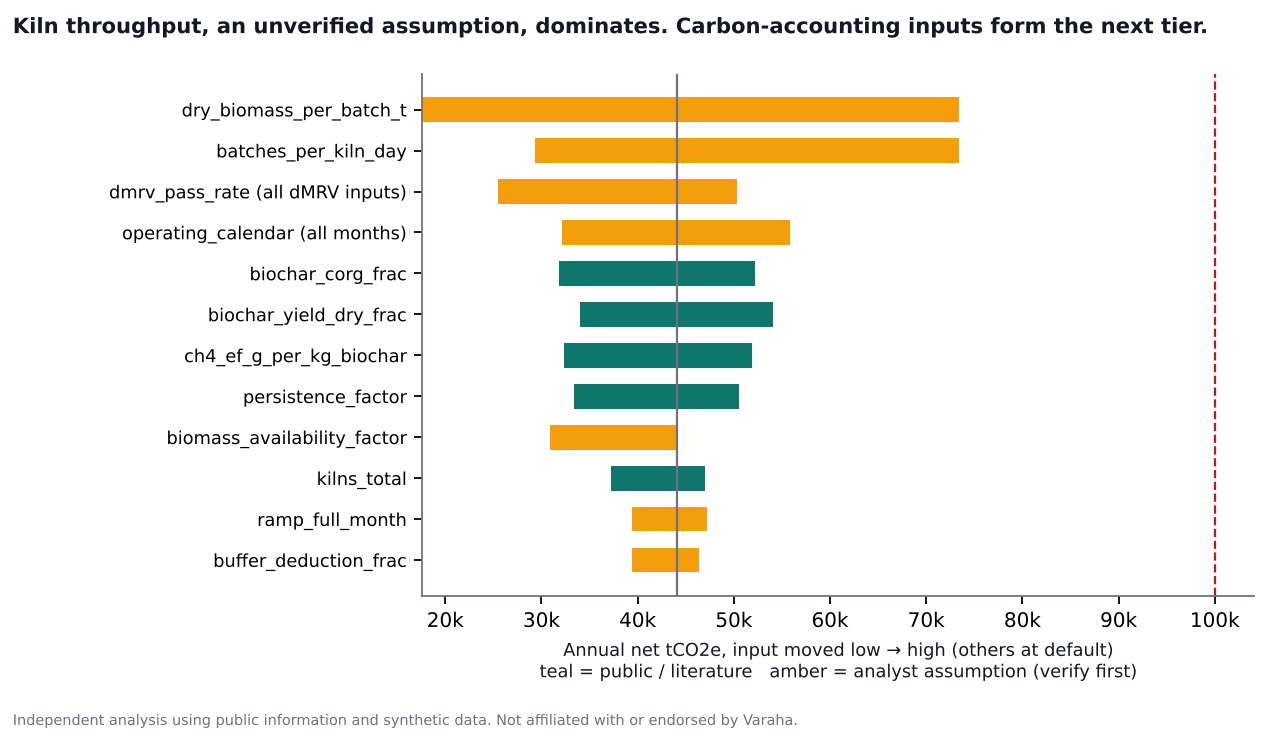 Kiln throughput, an unverified assumption, dominates. Carbon-accounting inputs form the next tier.
dry_biomass_per_batch_t
batches_per_kiln_day
dmrv_pass_rate (all dMRV inputs)
operating_calendar (all months)
biochar_corg_frac
biochar_yield_dry_frac
ch4_ef_g_per_kg_biochar
persistence_factor
biomass_availability_factor
kilns_total
ramp_full_month
buffer_deduction_frac
20k 30k 40k 50k 60k 70k 80k 90k 100k
Annual net tCO2e, input moved low → high (others at default)
teal = public / literature   amber = analyst assumption (verify first)
Independent analysis using public information and synthetic data. Not affiliated with or endorsed by Varaha.